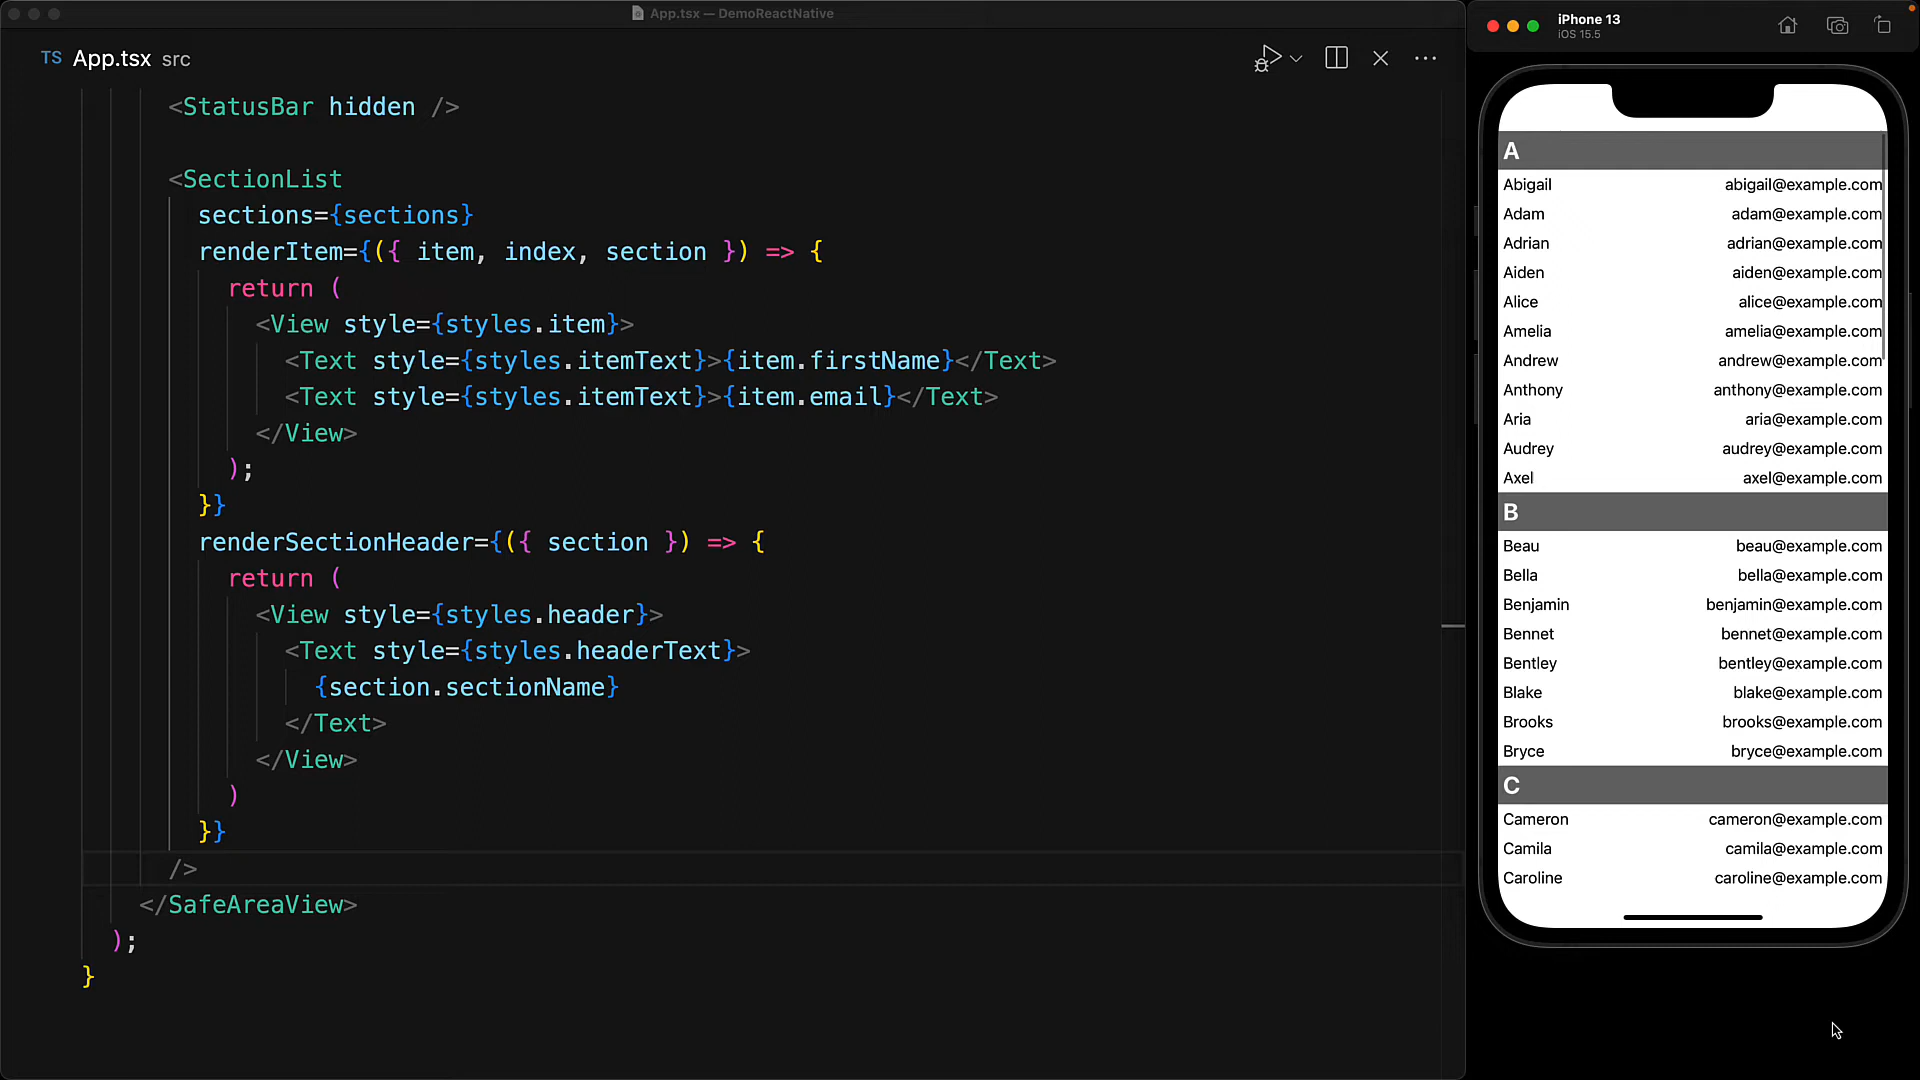 App.tsx — DemoReactNative
TS App.tsx src
<StatusBar hidden />
<SectionList
sections={sections}
renderItem={({ item, index, section }) => {
return (
<View style={styles.item}>
<Text style={styles.itemText}>{item.firstName}</Text>
<Text style={styles.itemText}>{item.email}</Text>
</View>
);
}}
renderSectionHeader={({ section }) => {
return (
<View style={styles.header}>
<Text style={styles.headerText}>
{section.sectionName}
</Text>
</View>
)
}}
/>
</SafeAreaView>
);
}
iPhone 13
iOS 15.5
A
Abigail abigail@example.com
Adam adam@example.com
Adrian adrian@example.com
Aiden aiden@example.com
Alice alice@example.com
Amelia amelia@example.com
Andrew andrew@example.com
Anthony anthony@example.com
Aria aria@example.com
Audrey audrey@example.com
Axel axel@example.com
B
Beau beau@example.com
Bella bella@example.com
Benjamin benjamin@example.com
Bennet bennet@example.com
Bentley bentley@example.com
Blake blake@example.com
Brooks brooks@example.com
Bryce bryce@example.com
C
Cameron cameron@example.com
Camila camila@example.com
Caroline caroline@example.com